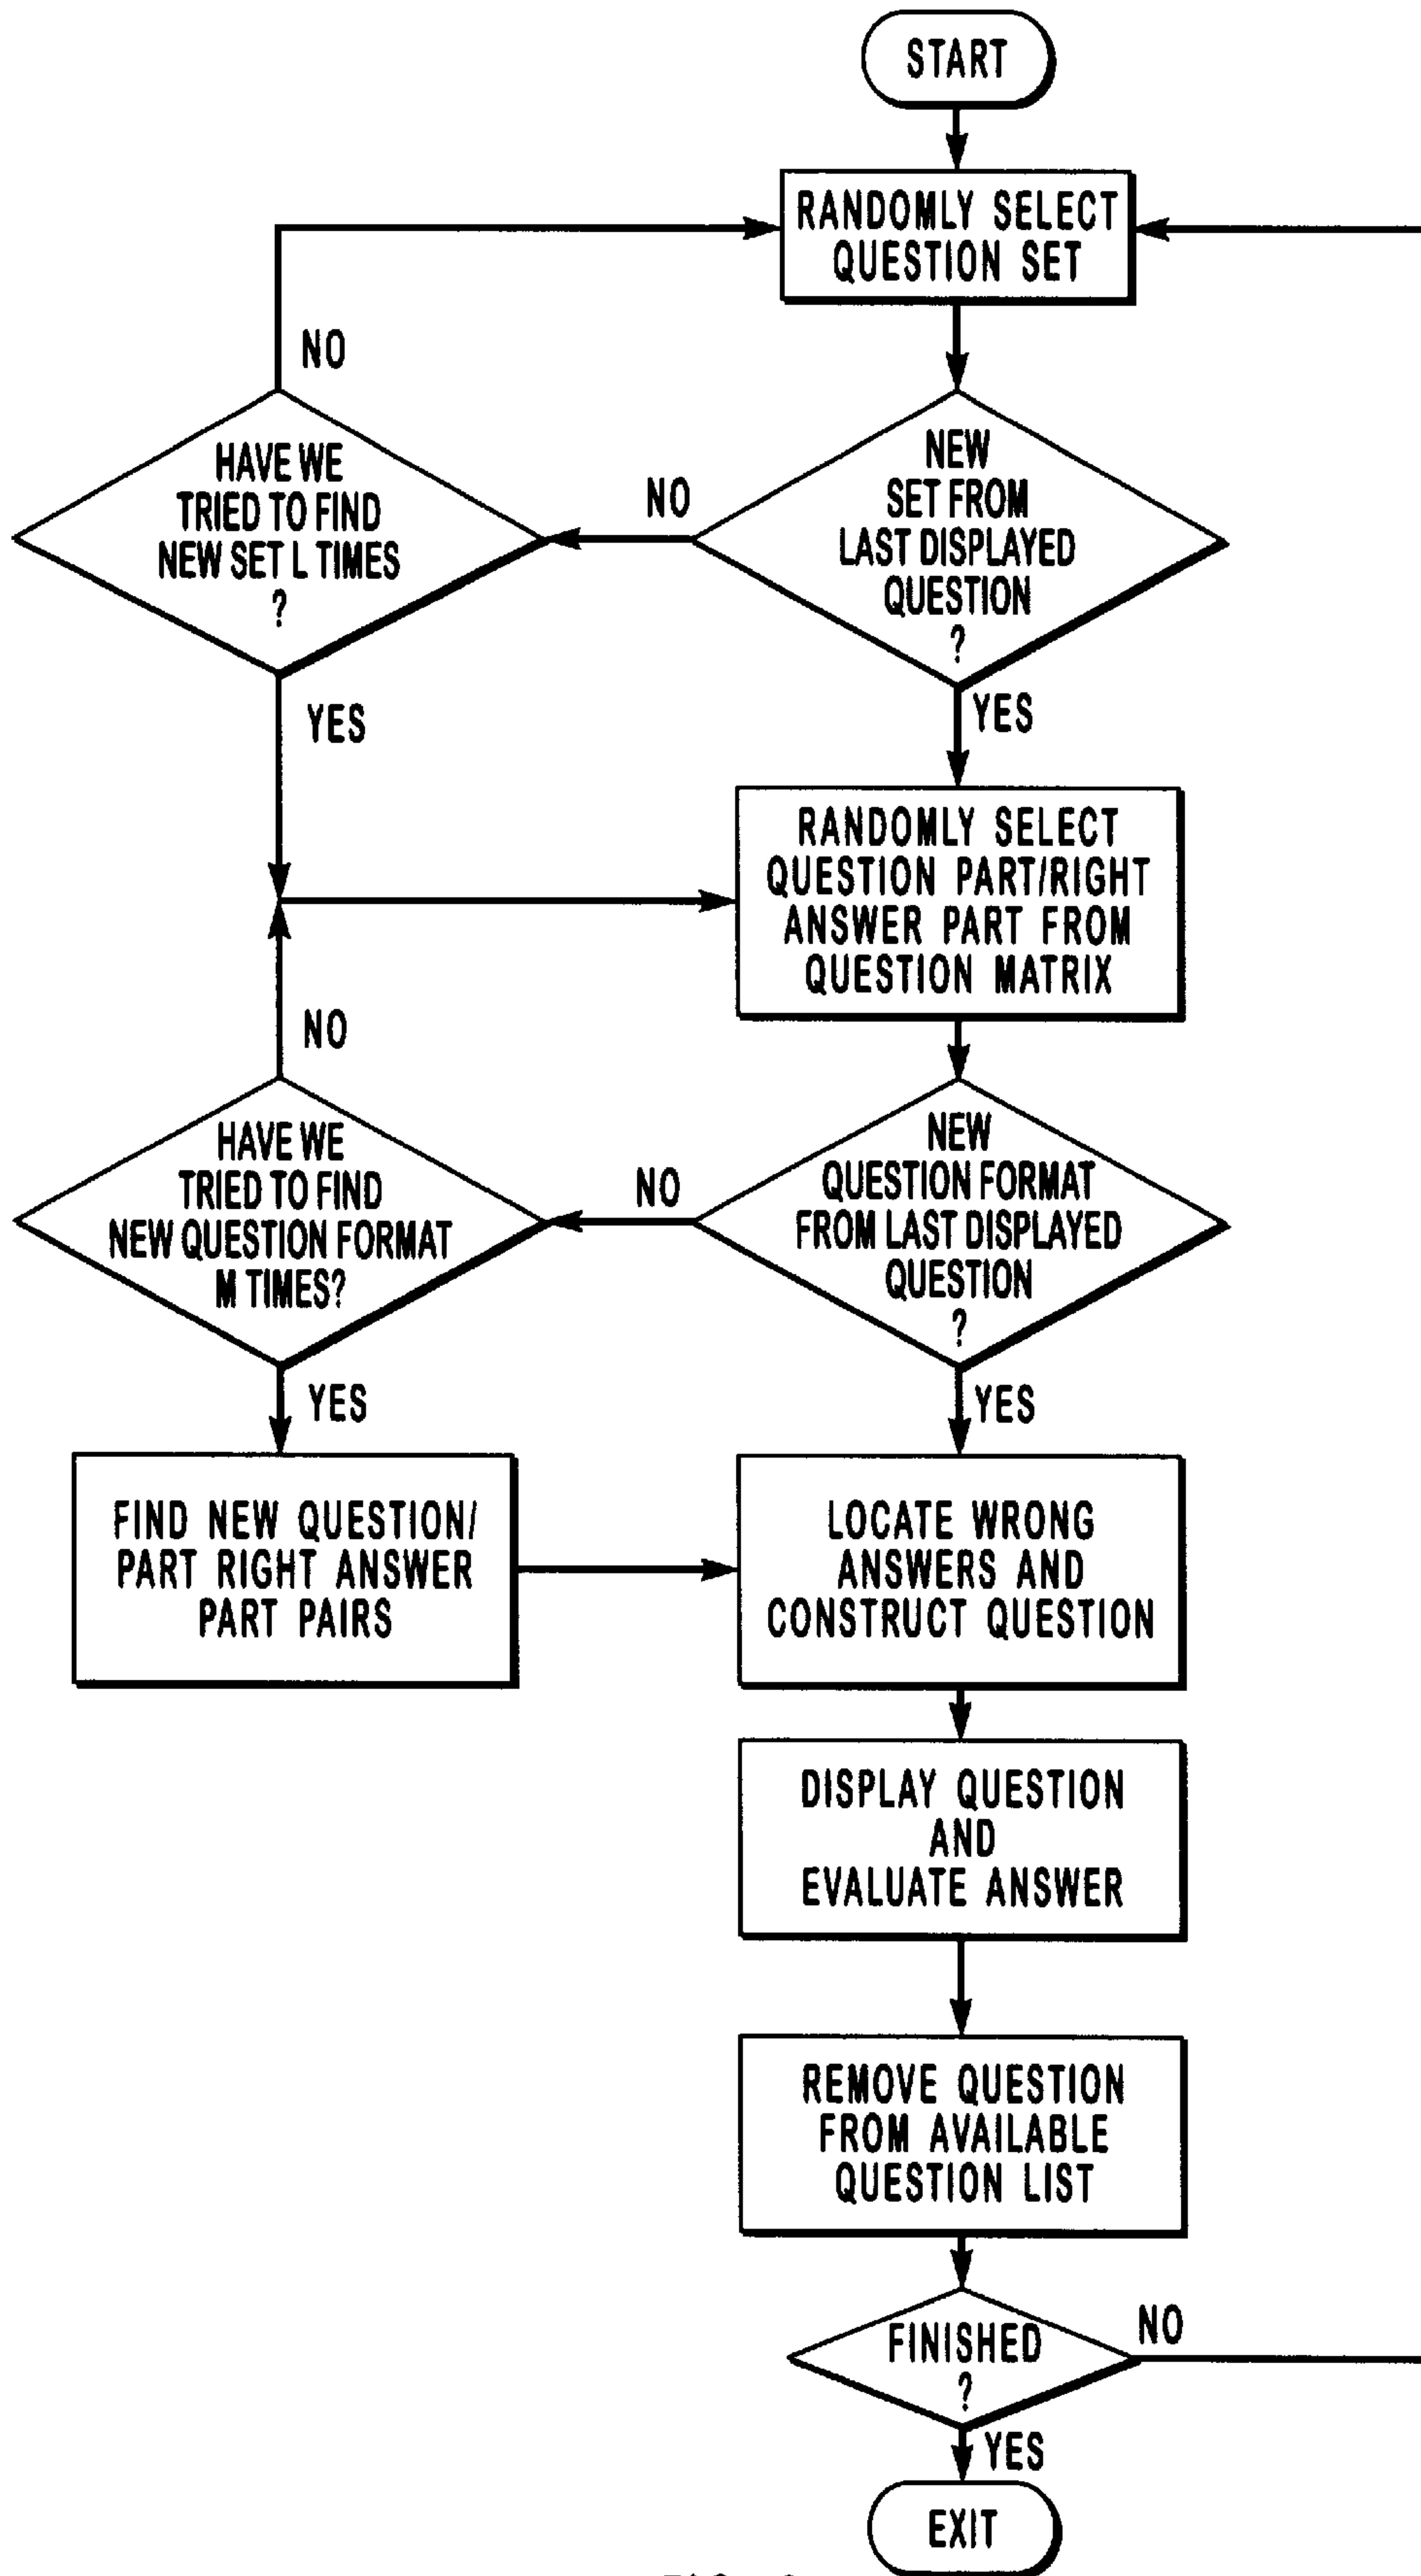 START
RANDOMLY SELECT
QUESTION SET
NO
HAVE WE
TRIED TO FIND
NEW SET L TIMES
?
NO
NEW
SET FROM
LAST DISPLAYED
QUESTION
?
YES
YES
RANDOMLY SELECT
QUESTION PART/RIGHT
ANSWER PART FROM
QUESTION MATRIX
NO
HAVE WE
TRIED TO FIND
NEW QUESTION FORMAT
M TIMES?
NO
NEW
QUESTION FORMAT
FROM LAST DISPLAYED
QUESTION
?
YES
YES
FIND NEW QUESTION/
PART RIGHT ANSWER
PART PAIRS
LOCATE WRONG
ANSWERS AND
CONSTRUCT QUESTION
DISPLAY QUESTION
AND
EVALUATE ANSWER
REMOVE QUESTION
FROM AVAILABLE
QUESTION LIST
FINISHED
?
NO
YES
EXIT